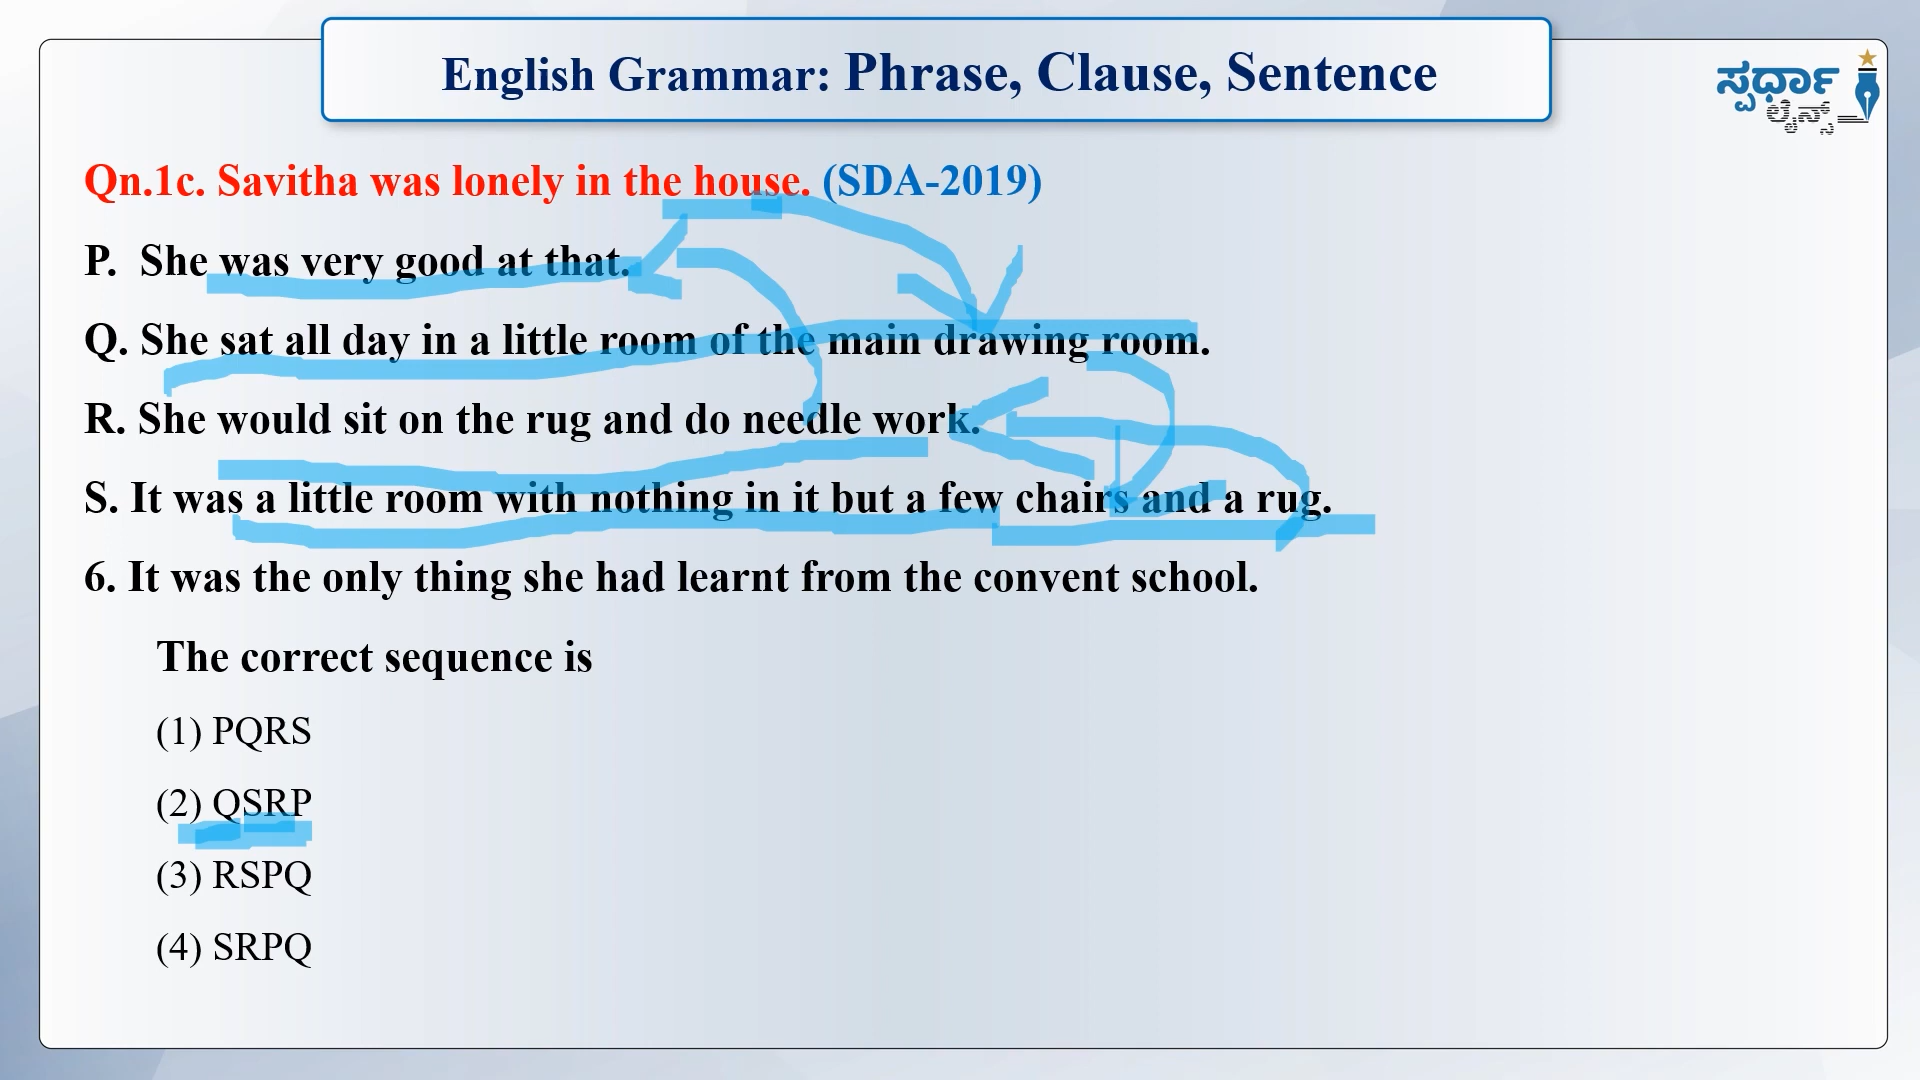 English Grammar: Phrase, Clause, Sentence
ಸ್ಪರ್ಧಾ
ಲೈನ್ಸ್
Qn.1c. Savitha was lonely in the house. (SDA-2019)
P. She was very good at that.
Q. She sat all day in a little room of the main drawing room.
R. She would sit on the rug and do needle work.
S. It was a little room with nothing in it but a few chairs and a rug.
6. It was the only thing she had learnt from the convent school.
The correct sequence is
(1) PQRS
(2) QSRP
(3) RSPQ
(4) SRPQ